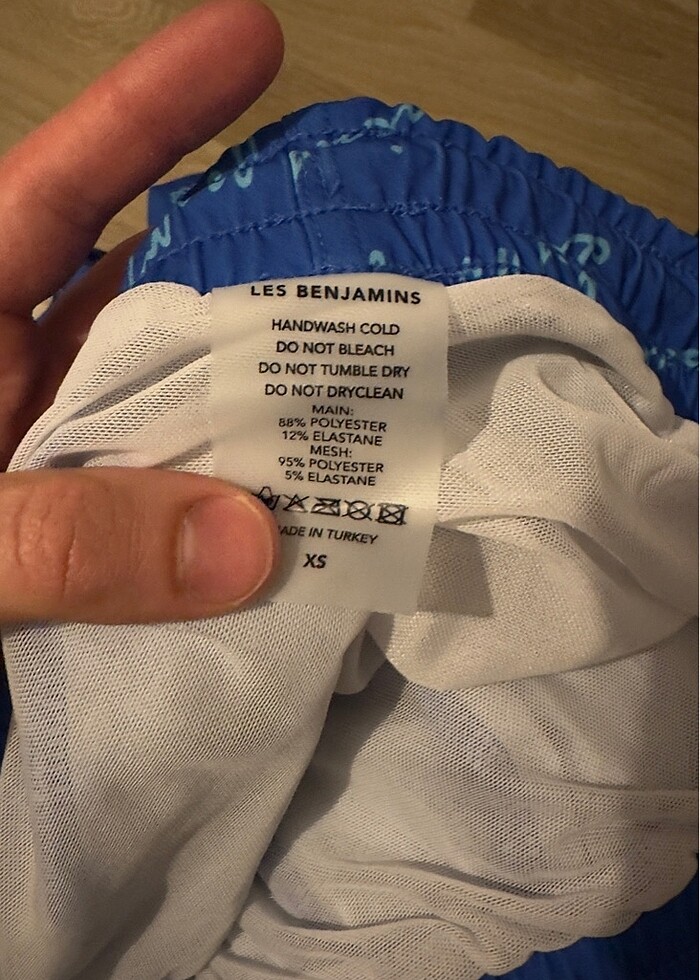 LES BENJAMINS
HANDWASH COLD
DO NOT BLEACH
DO NOT TUMBLE DRY
DO NOT DRYCLEAN
MAIN:
88% POLYESTER
12% ELASTANE
MESH:
95% POLYESTER
5% ELASTANE
IN TURKEY
XS